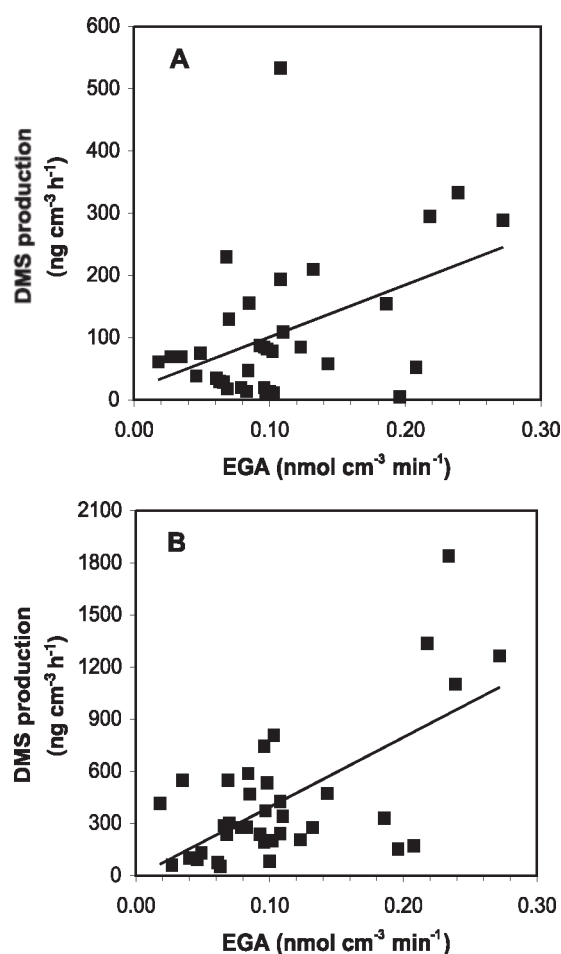 600
A
500
400
300
200
100
0
DMS production
(ng cm⁻³ h⁻¹)
0.00 0.10 0.20 0.30
EGA (nmol cm⁻³ min⁻¹)
2100
B
1800
1500
1200
900
600
300
0
DMS production
(ng cm⁻³ h⁻¹)
0.00 0.10 0.20 0.30
EGA (nmol cm⁻³ min⁻¹)